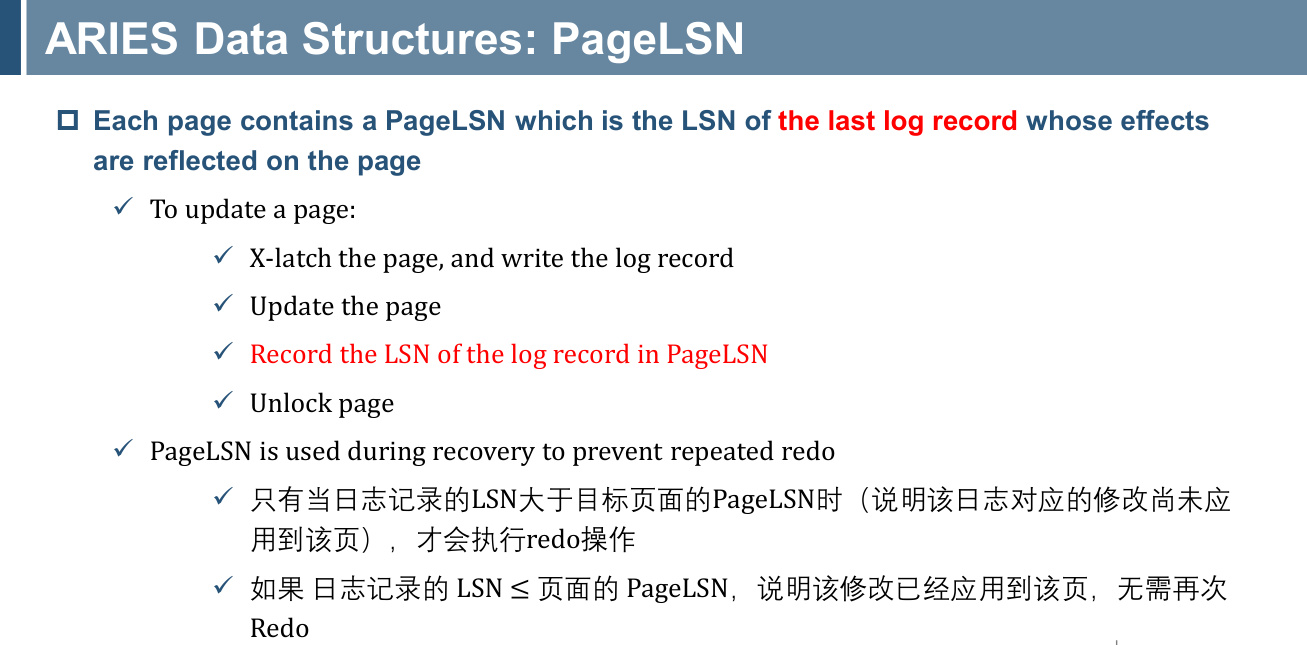 ARIES Data Structures: PageLSN
Each page contains a PageLSN which is the LSN of the last log record whose effects
are reflected on the page
To update a page:
X-latch the page, and write the log record
Update the page
Record the LSN of the log record in PageLSN
Unlock page
PageLSN is used during recovery to prevent repeated redo
只有当日志记录的LSN大于目标页面的PageLSN时（说明该日志对应的修改尚未应
用到该页），才会执行redo操作
如果 日志记录的 LSN ≤ 页面的 PageLSN，说明该修改已经应用到该页，无需再次
Redo